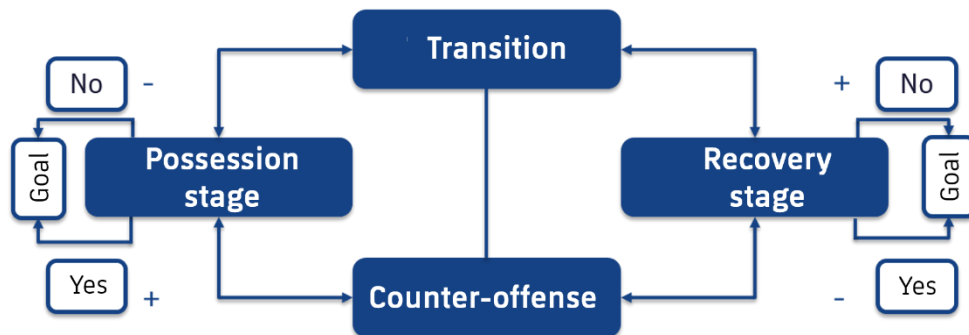 Transition
No -
+ No
Goal
Possession
stage
Recovery
stage
Goal
Yes +
- Yes
Counter-offense